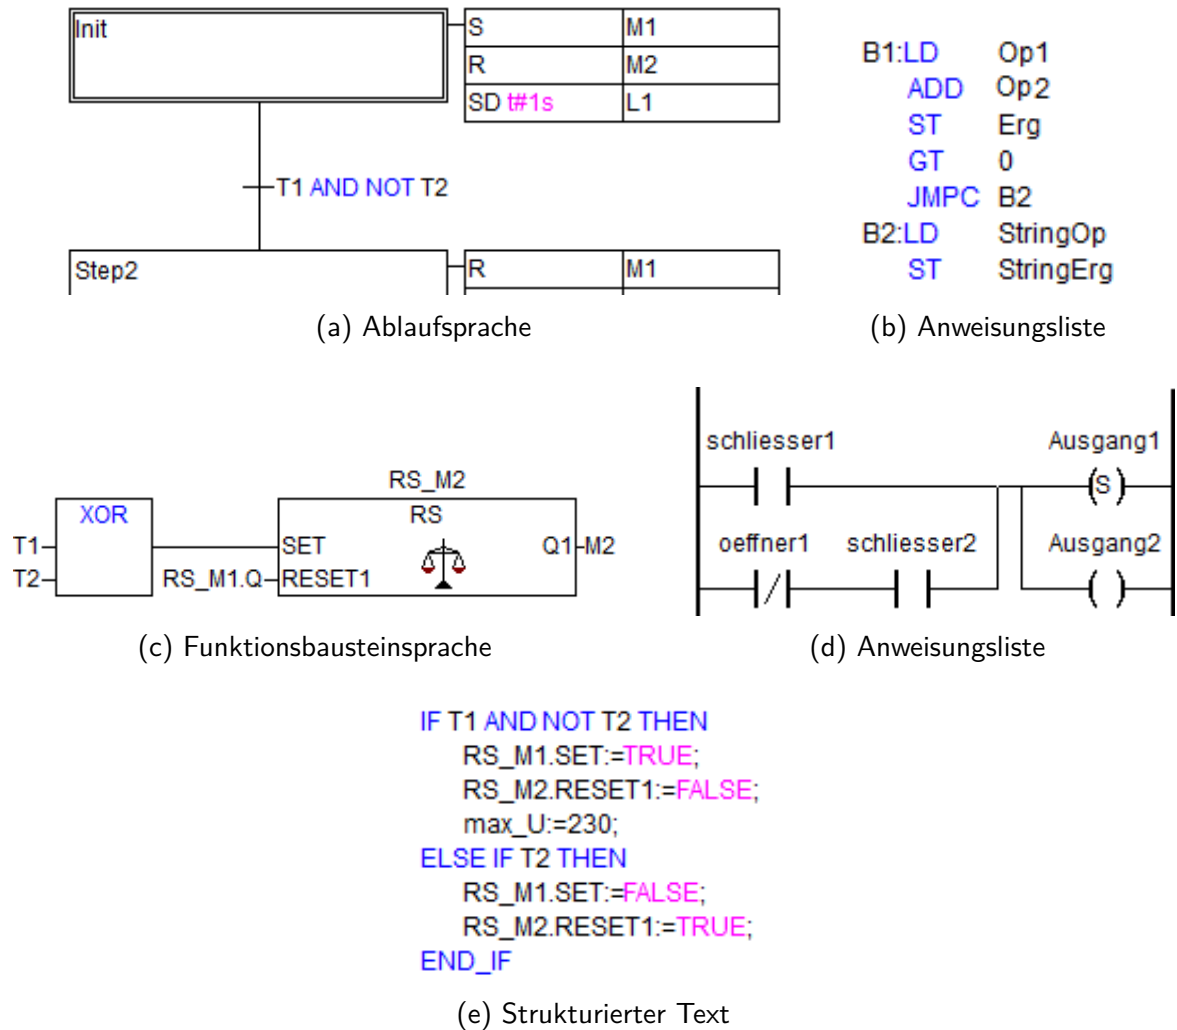 Init
S M1
R M2
SD t#1s L1
T1 AND NOT T2
Step2
R M1
(a) Ablaufsprache
B1:LD Op1
ADD Op2
ST Erg
GT 0
JMPC B2
B2:LD StringOp
ST StringErg
(b) Anweisungsliste
RS_M2
XOR RS
T1 SET Q1 M2
T2 RS_M1.Q RESET1
(c) Funktionsbausteinsprache
schliesser1 Ausgang1
(S)
oeffner1 schliesser2 Ausgang2
( )
(d) Anweisungsliste
IF T1 AND NOT T2 THEN
RS_M1.SET:=TRUE;
RS_M2.RESET1:=FALSE;
max_U:=230;
ELSE IF T2 THEN
RS_M1.SET:=FALSE;
RS_M2.RESET1:=TRUE;
END_IF
(e) Strukturierter Text